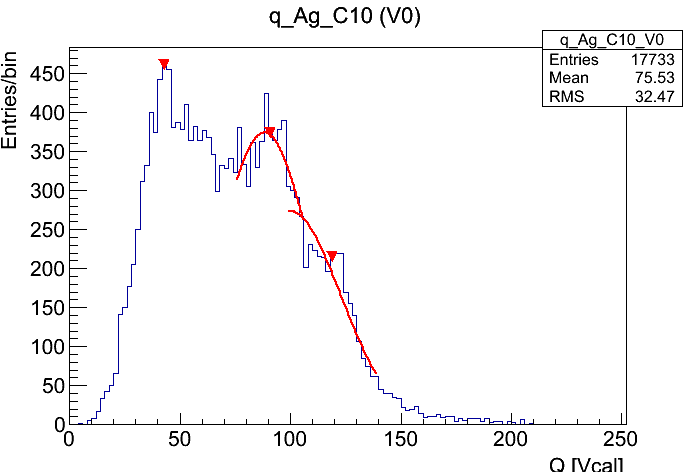 q_Ag_C10 (V0)
q_Ag_C10_V0
Entries 17733
Mean 75.53
RMS 32.47
Entries/bin
450
400
350
300
250
200
150
100
50
0
0 50 100 150 200 250
Q [Vcal]